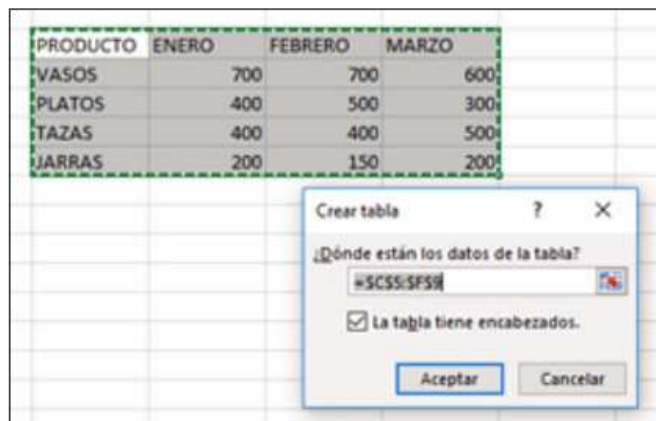 PRODUCTO ENERO FEBRERO MARZO
VASOS 700 700 600
PLATOS 400 500 300
TAZAS 400 400 500
JARRAS 200 150 200
Crear tabla ? ×
¿Dónde están los datos de la tabla?
=$C$5:$F$9
La tabla tiene encabezados.
Aceptar Cancelar